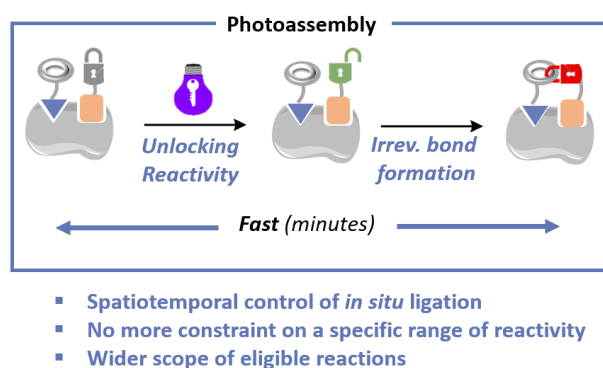 Photoassembly
Unlocking
Reactivity
Irrev. bond
formation
Fast (minutes)
▪ Spatiotemporal control of in situ ligation
▪ No more constraint on a specific range of reactivity
▪ Wider scope of eligible reactions